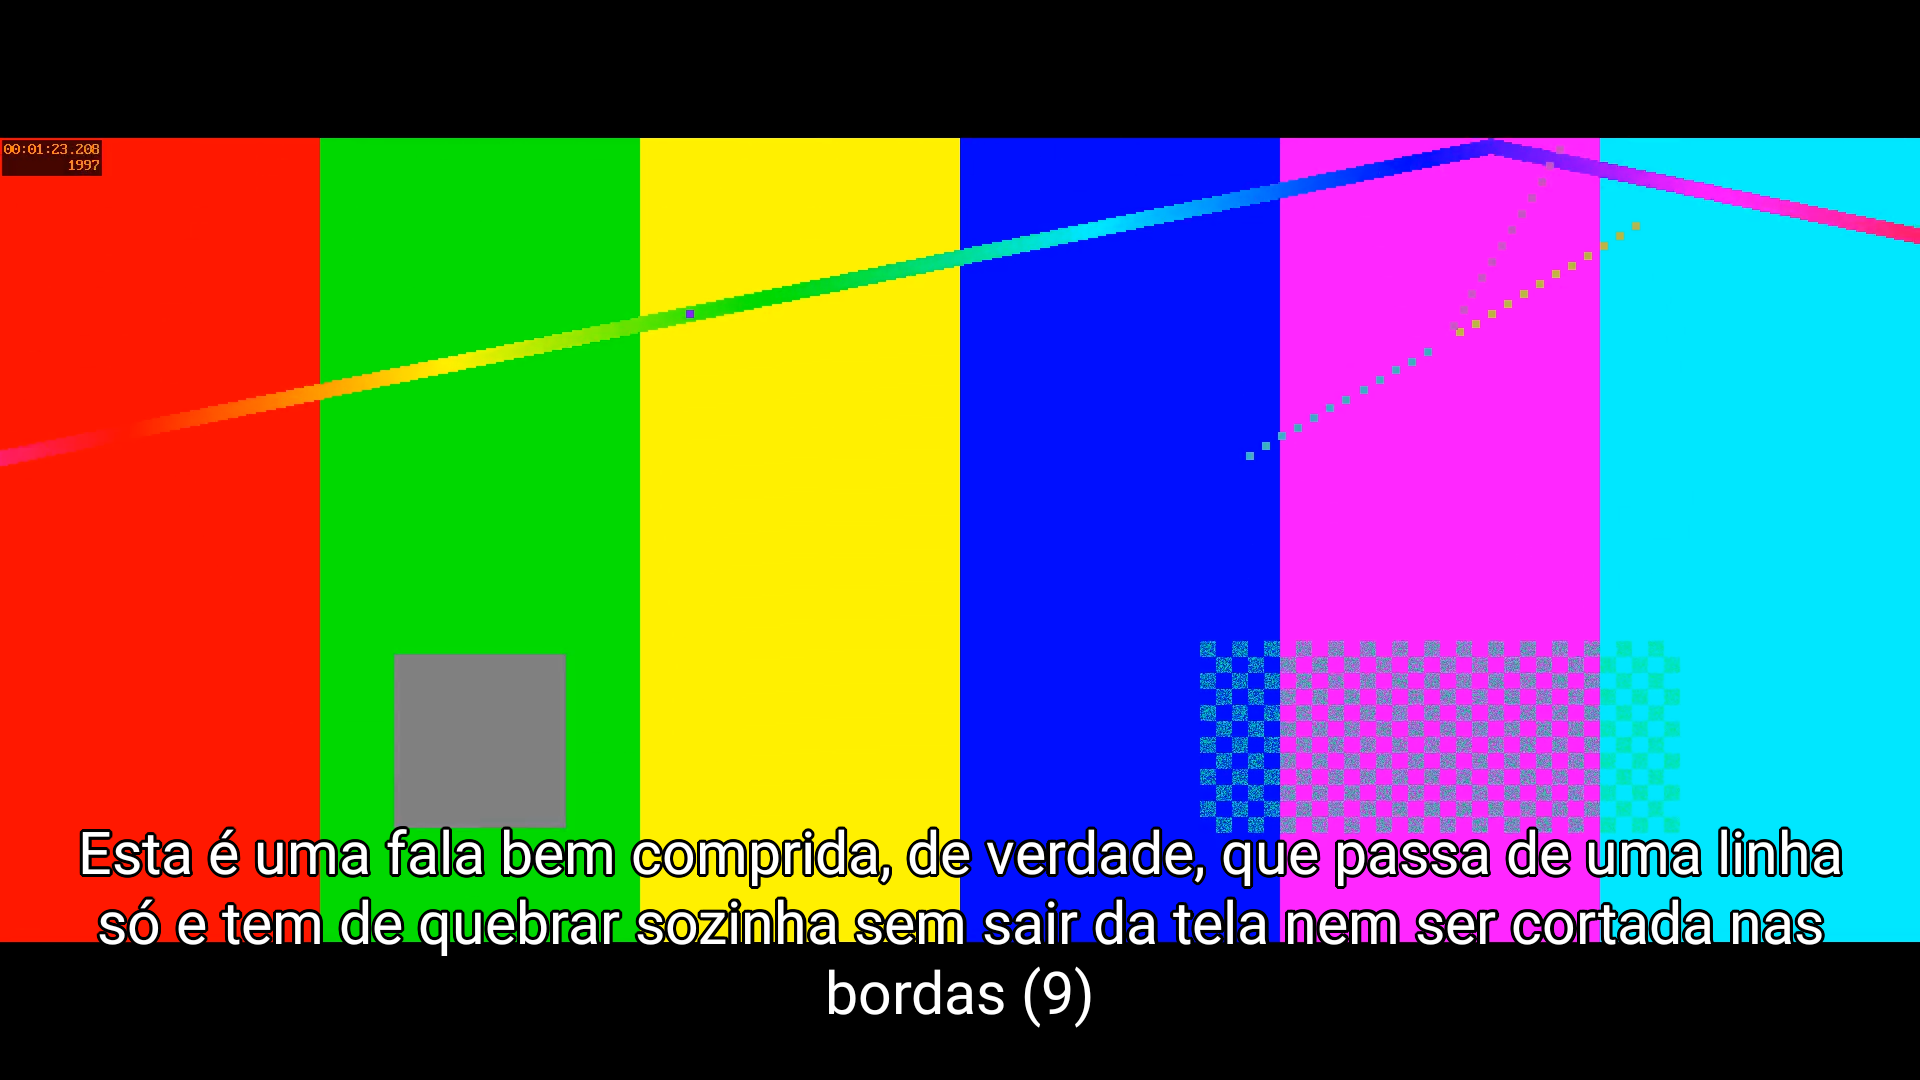 00:01:23.208
1997
Esta é uma fala bem comprida, de verdade, que passa de uma linha
só e tem de quebrar sozinha sem sair da tela nem ser cortada nas
bordas (9)